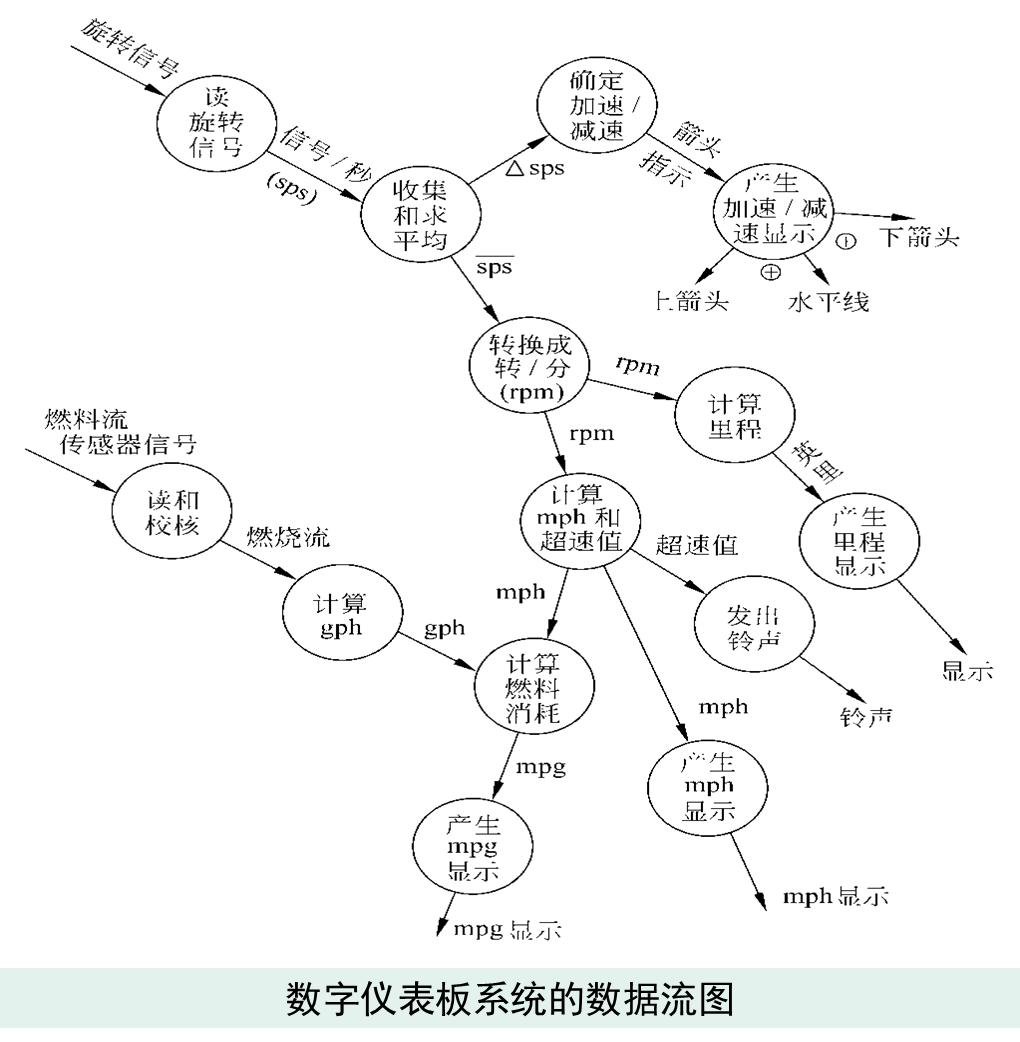 旋转信号
读
旋转
信号
信号/秒
(sps)
收集
和求
平均
△sps
确定
加速/
减速
箭头
指示
产生
加速/减
速显示
下箭头
⊕
⊕
上箭头
水平线
sps
转换成
转/分
(rpm)
rpm
计算
里程
英里
产生
里程
显示
显示
rpm
计算
mph和
超速值
超速值
发出
铃声
铃声
燃料流
传感器信号
读和
校核
燃烧流
计算
gph
gph
mph
计算
燃料
消耗
mph
产生
mph
显示
mph显示
mpg
产生
mpg
显示
mpg显示
数字仪表板系统的数据流图